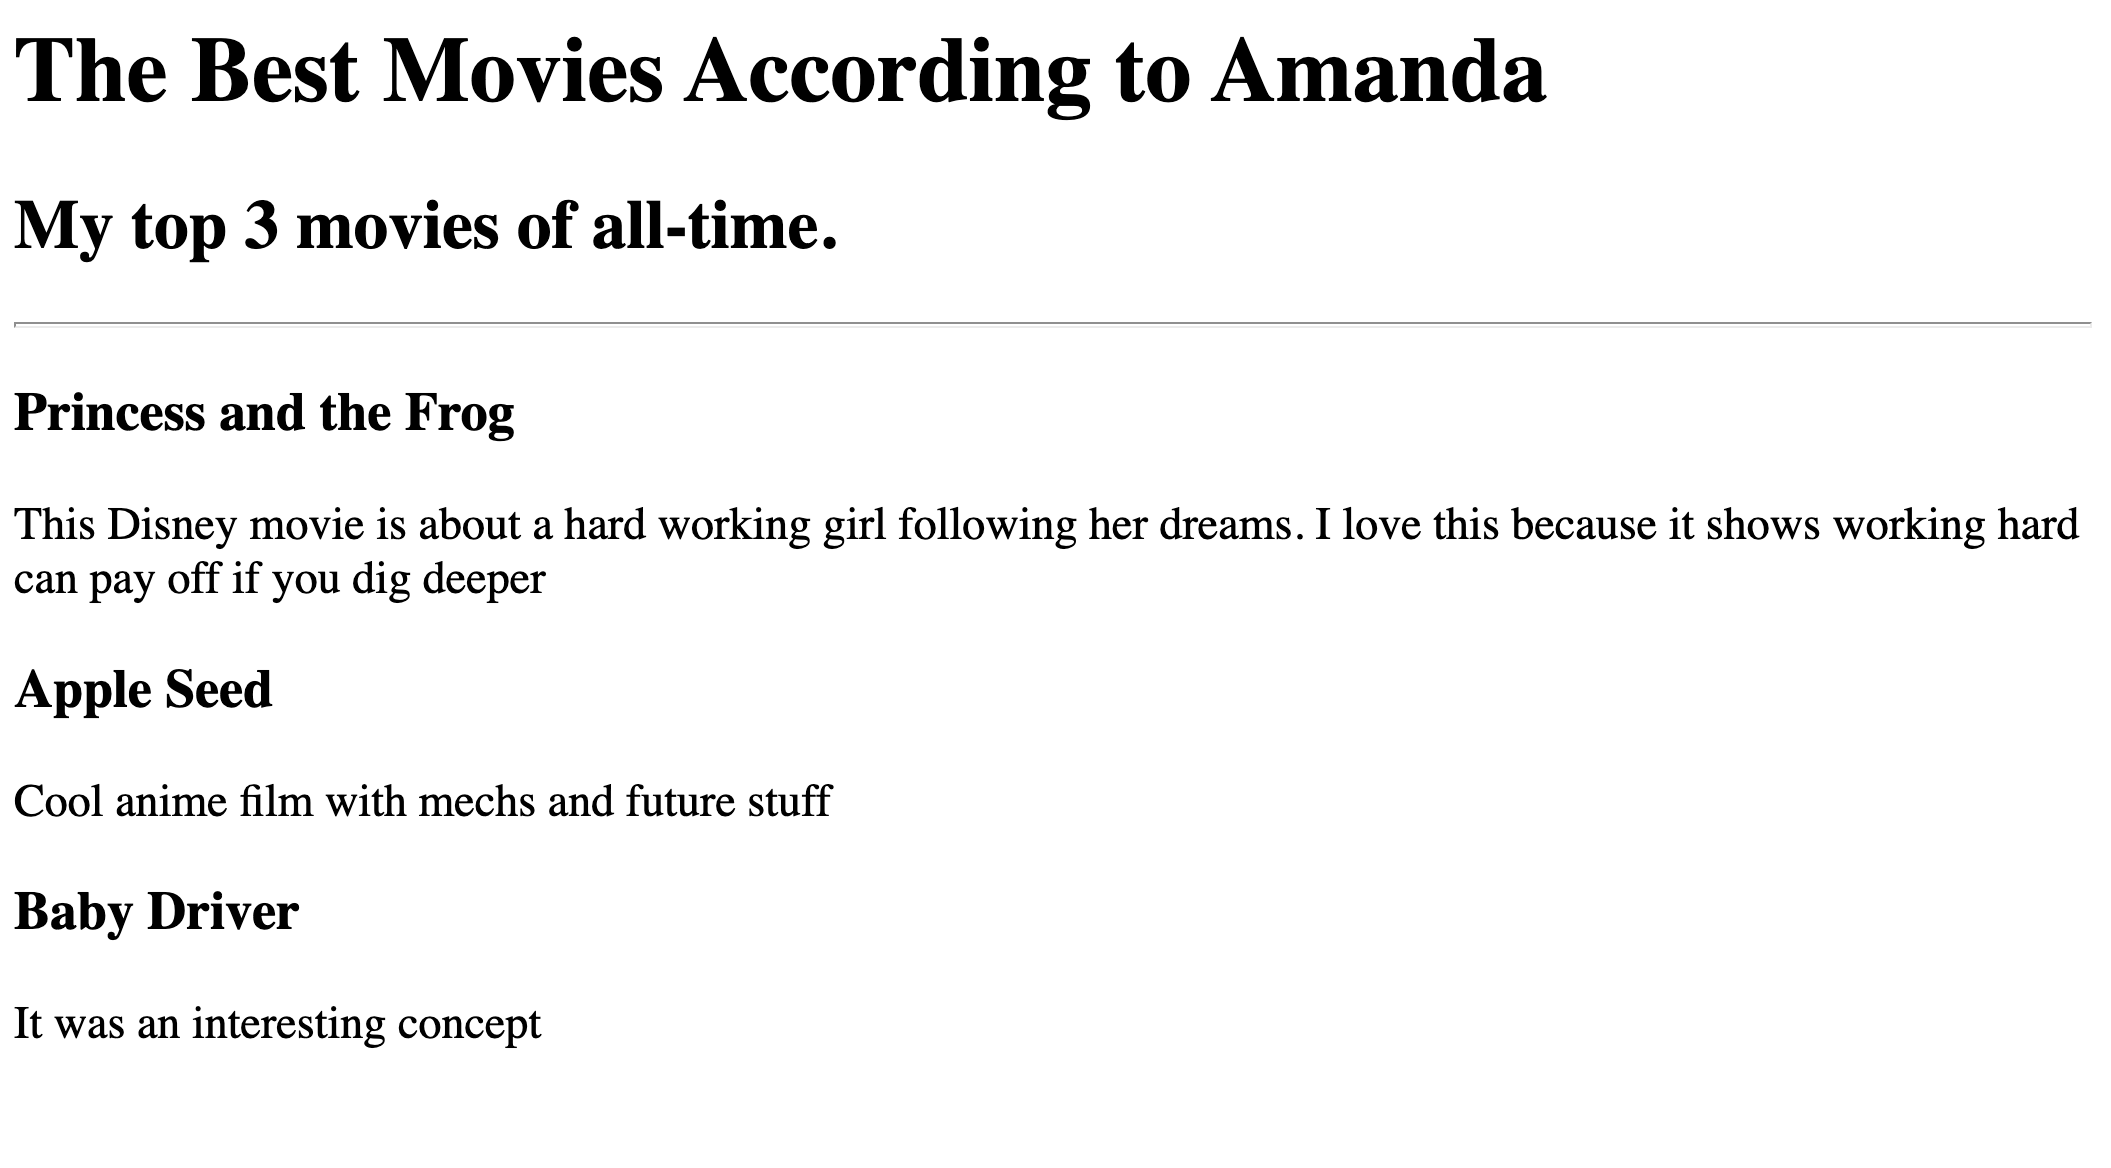 The Best Movies According to Amanda
My top 3 movies of all-time.
Princess and the Frog
This Disney movie is about a hard working girl following her dreams. I love this because it shows working hard
can pay off if you dig deeper
Apple Seed
Cool anime film with mechs and future stuff
Baby Driver
It was an interesting concept